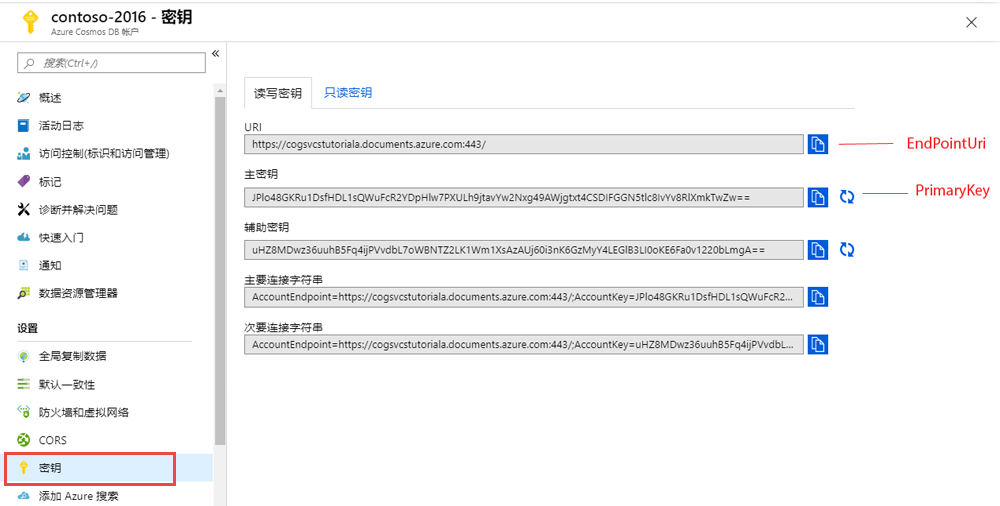 contoso-2016 - 密钥
Azure Cosmos DB 帐户
搜索(Ctrl+/)
概述
活动日志
访问控制(标识和访问管理)
标记
诊断并解决问题
快速入门
通知
数据资源管理器
设置
全局复制数据
默认一致性
防火墙和虚拟网络
CORS
密钥
添加 Azure 搜索
读写密钥
只读密钥
URI
https://cogsvcstutoriala.documents.azure.com:443/
EndPointUri
主密钥
JPlo48GKRu1DsfHDL1sQWuFcR2YDpHlw7PXULh9jtavYw2Nxg49AWjgtxt4CSDIFGGN5tlc8IvYv8RlXmkTwZw==
PrimaryKey
辅助密钥
uHZ8MDwz36uuhB5Fq4ijPVvdbL7oWBNTZ2LK1Wm1XsAzAUj60i3nK6GzMyY4LEGlB3LI0oKE6Fa0v1220bLmgA==
主要连接字符串
AccountEndpoint=https://cogsvcstutoriala.documents.azure.com:443/;AccountKey=JPlo48GKRu1DsfHDL1sQWuFcR2...
次要连接字符串
AccountEndpoint=https://cogsvcstutoriala.documents.azure.com:443/;AccountKey=uHZ8MDwz36uuhB5Fq4ijPVvdbL...